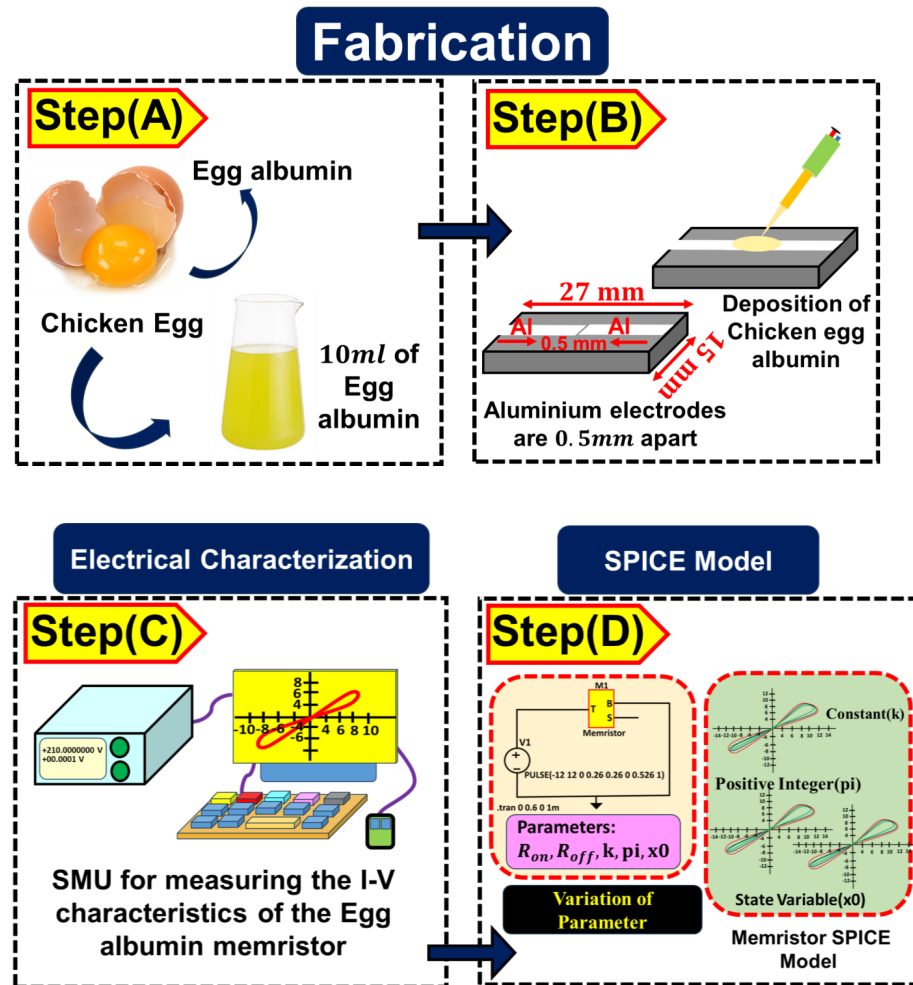 Fabrication
Step(A)
Egg albumin
Chicken Egg
10ml of
Egg
albumin
Step(B)
27 mm
Al
Al
0.5 mm
15 mm
Deposition of
Chicken egg
albumin
Aluminium electrodes
are 0.5mm apart
Electrical Characterization
Step(C)
+210.0000000 V
+00.0001 V
8
6
4
-10 -8 -6 -4
2 4 6 8 10
-4
-6
SMU for measuring the I-V
characteristics of the Egg
albumin memristor
SPICE Model
Step(D)
M1
T
B
S
Memristor
V1
PULSE(-12 12 0 0.26 0.26 0 0.526 1)
.tran 0 0.6 0 1m
Parameters:
R_on, R_off, k, pi, x0
Variation of
Parameter
Constant(k)
Positive Integer(pi)
State Variable(x0)
Memristor SPICE
Model